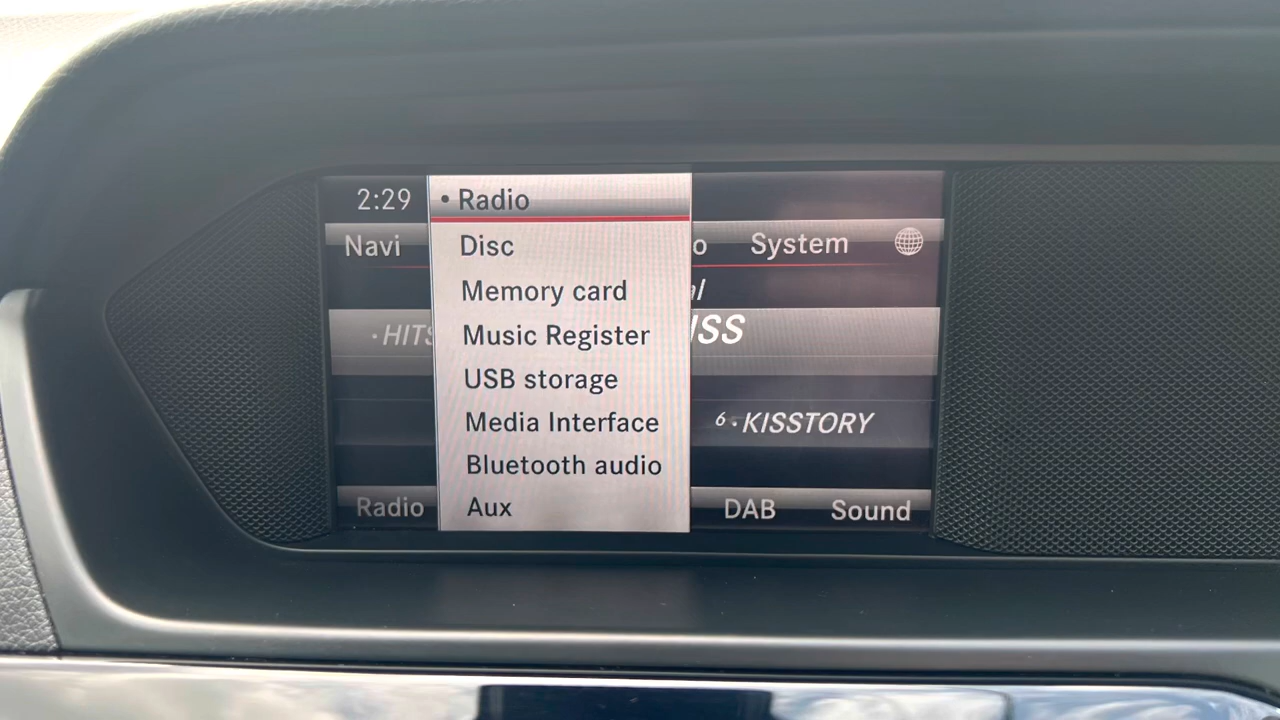 2:29
• Radio
Navi
Disc
System
Memory card
·HITS
Music Register
ISS
USB storage
Media Interface
6·KISSTORY
Bluetooth audio
Radio
Aux
DAB
Sound